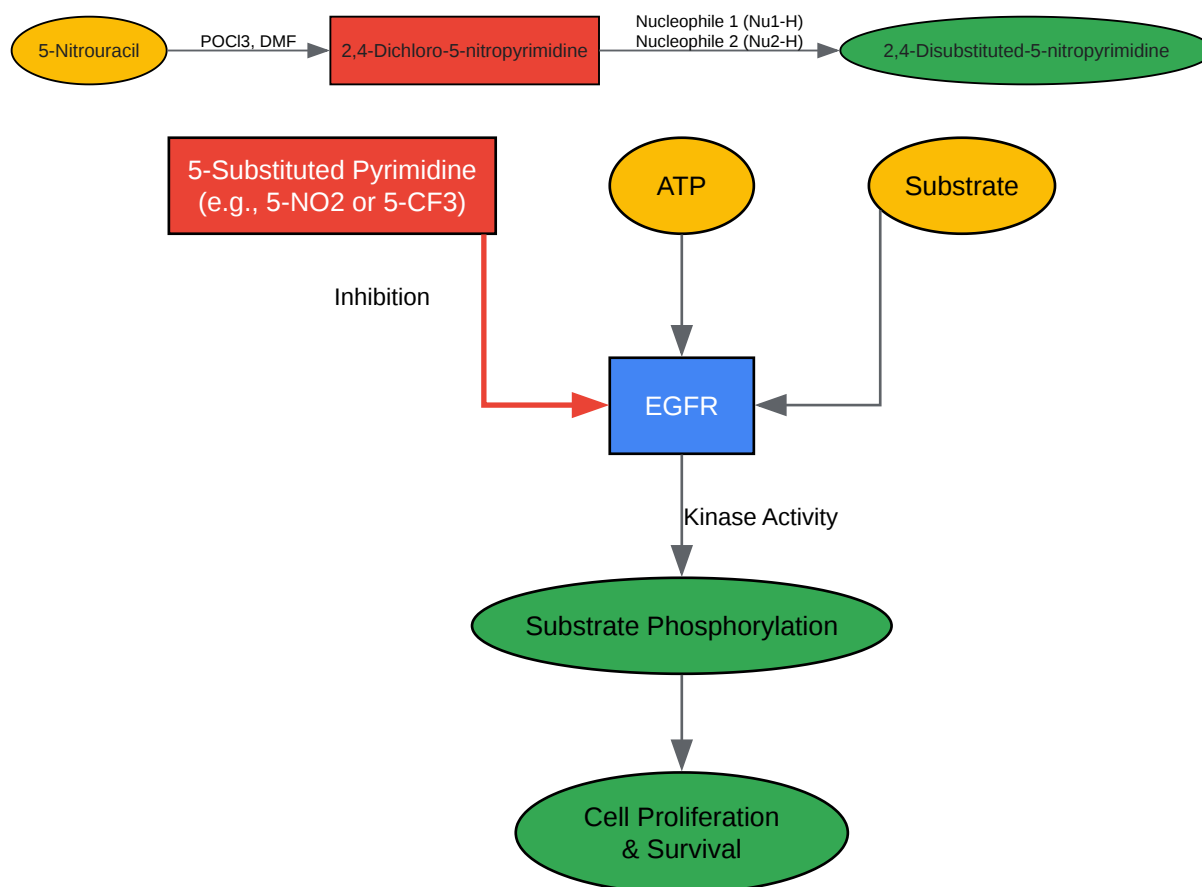 5-Nitrouracil
POCl3, DMF
2,4-Dichloro-5-nitropyrimidine
Nucleophile 1 (Nu1-H)
Nucleophile 2 (Nu2-H)
2,4-Disubstituted-5-nitropyrimidine
5-Substituted Pyrimidine
(e.g., 5-NO2 or 5-CF3)
ATP
Substrate
Inhibition
EGFR
Kinase Activity
Substrate Phosphorylation
Cell Proliferation
& Survival